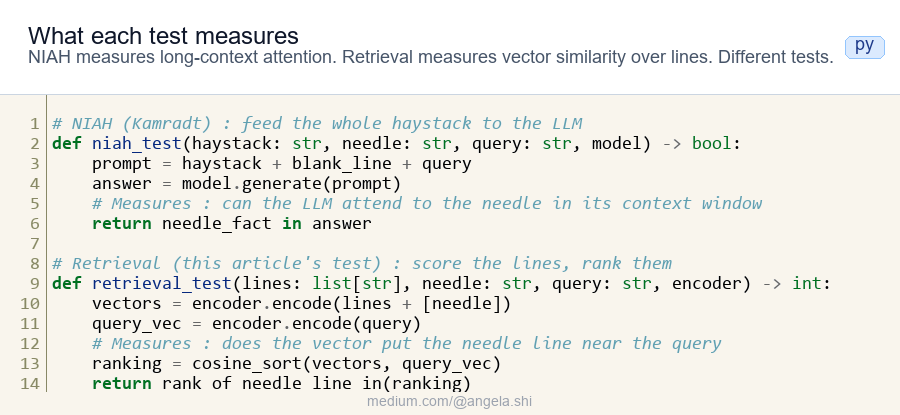 What each test measures
NIAH measures long-context attention. Retrieval measures vector similarity over lines. Different tests.
py
1 # NIAH (Kamradt) : feed the whole haystack to the LLM
2 def niah_test(haystack: str, needle: str, query: str, model) -> bool:
3     prompt = haystack + blank_line + query
4     answer = model.generate(prompt)
5     # Measures : can the LLM attend to the needle in its context window
6     return needle_fact in answer
7
8 # Retrieval (this article's test) : score the lines, rank them
9 def retrieval_test(lines: list[str], needle: str, query: str, encoder) -> int:
10     vectors = encoder.encode(lines + [needle])
11     query_vec = encoder.encode(query)
12     # Measures : does the vector put the needle line near the query
13     ranking = cosine_sort(vectors, query_vec)
14     return rank_of_needle_line_in(ranking)
medium.com/@angela.shi